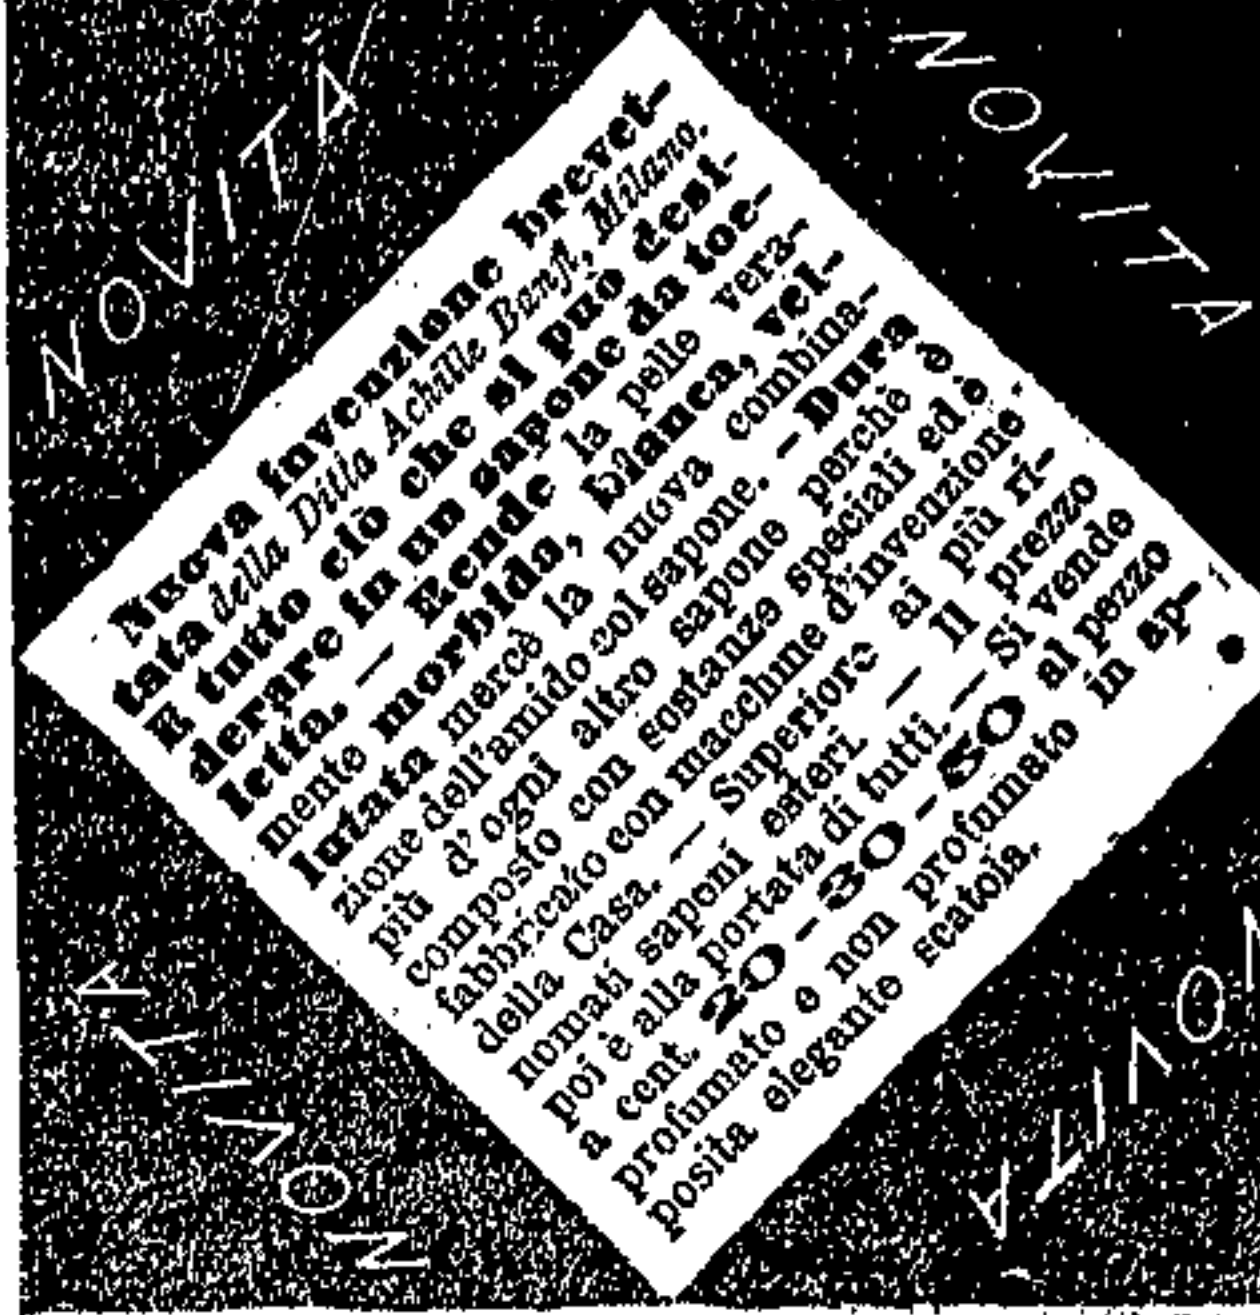 NOVITÀ
NOVITA
Nuova invenzione brevet-
tata della Ditta Achille Banfi, Milano.
È tutto ciò che si può desi-
derare in un sapone da toe-
letta. — Rende la pelle vera-
mente morbida, bianca, vel-
lutata mercè la nuova combina-
zione dell'amido col sapone. — Dura
più d'ogni altro sapone perchè è
composto con sostanze speciali ed è
fabbricato con macchine d'invenzione
della Casa. — Superiore ai più ri-
nomati saponi esteri. — Il prezzo
poi è alla portata di tutti. — Si vende
a cent. 20-30-50 al pezzo
profumato e non profumato in ap-
posita elegante scatola.
NOVITA
NOVITA